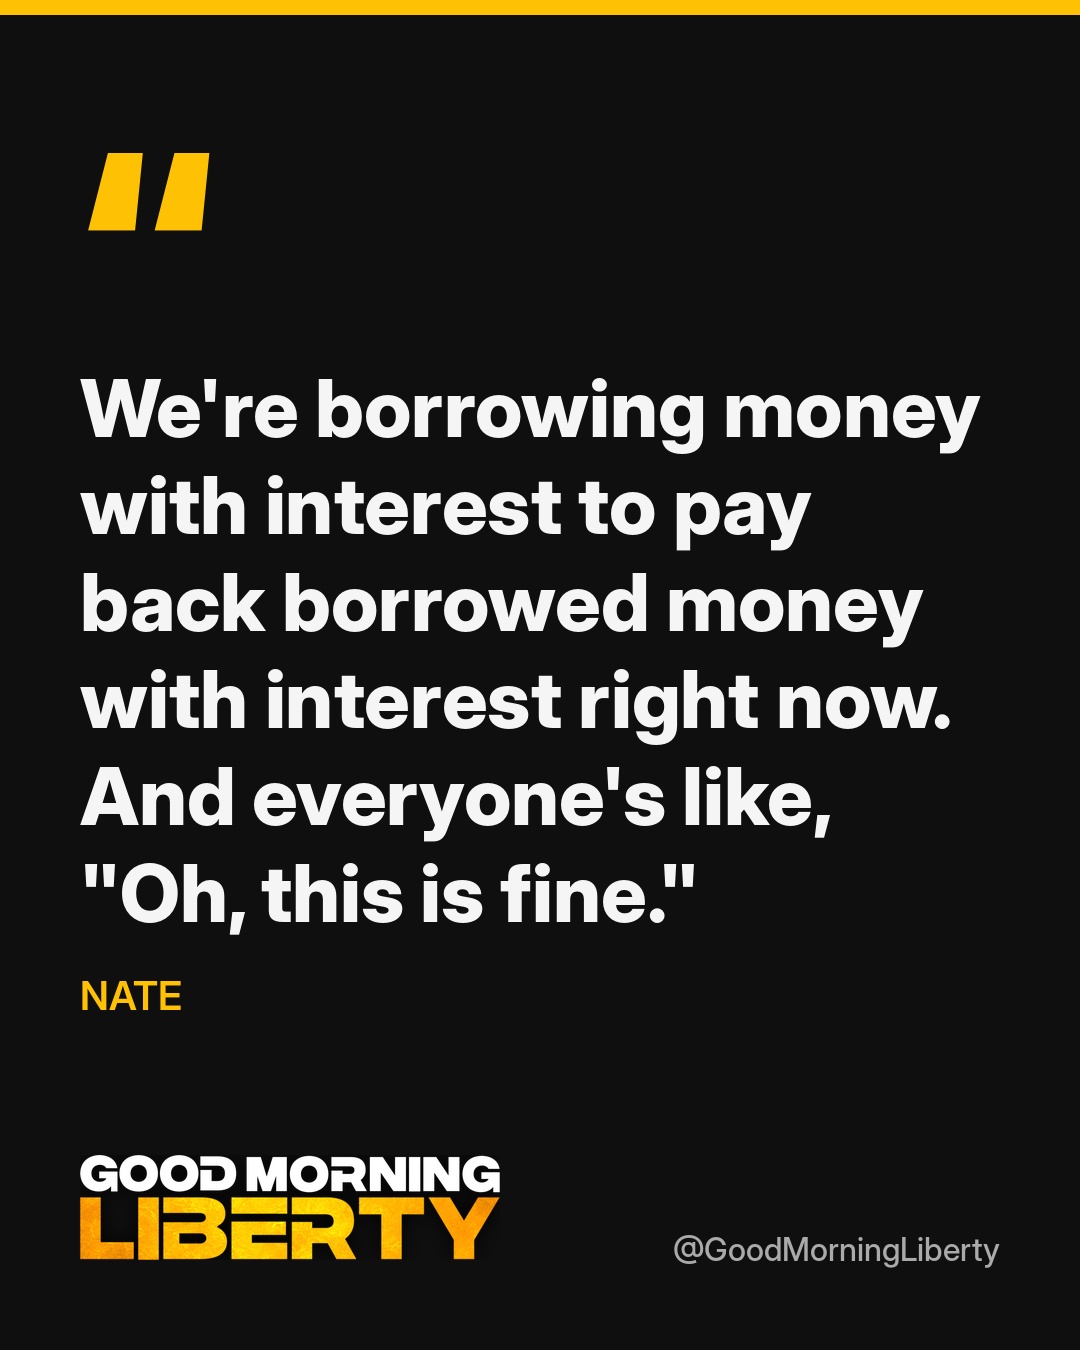 "
We're borrowing money
with interest to pay
back borrowed money
with interest right now.
And everyone's like,
"Oh, this is fine."
NATE
GOOD MORNING
LIBERTY
@GoodMorningLiberty